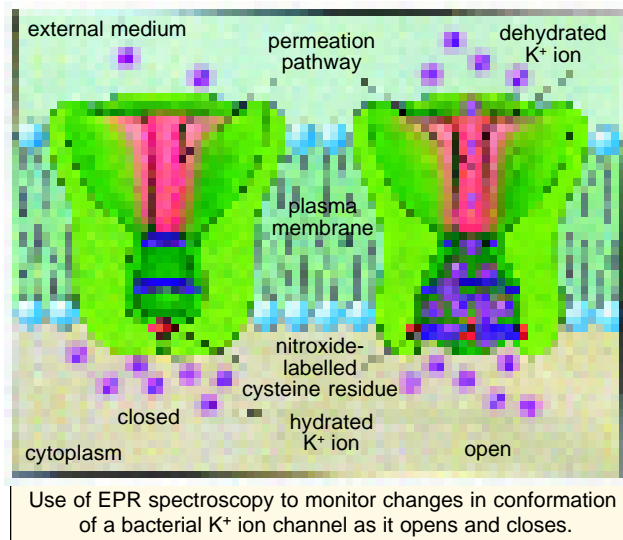 external medium
permeation
pathway
dehydrated
K⁺ ion
plasma
membrane
nitroxide-
labelled
cysteine residue
closed
hydrated
K⁺ ion
open
cytoplasm
Use of EPR spectroscopy to monitor changes in conformation
of a bacterial K⁺ ion channel as it opens and closes.